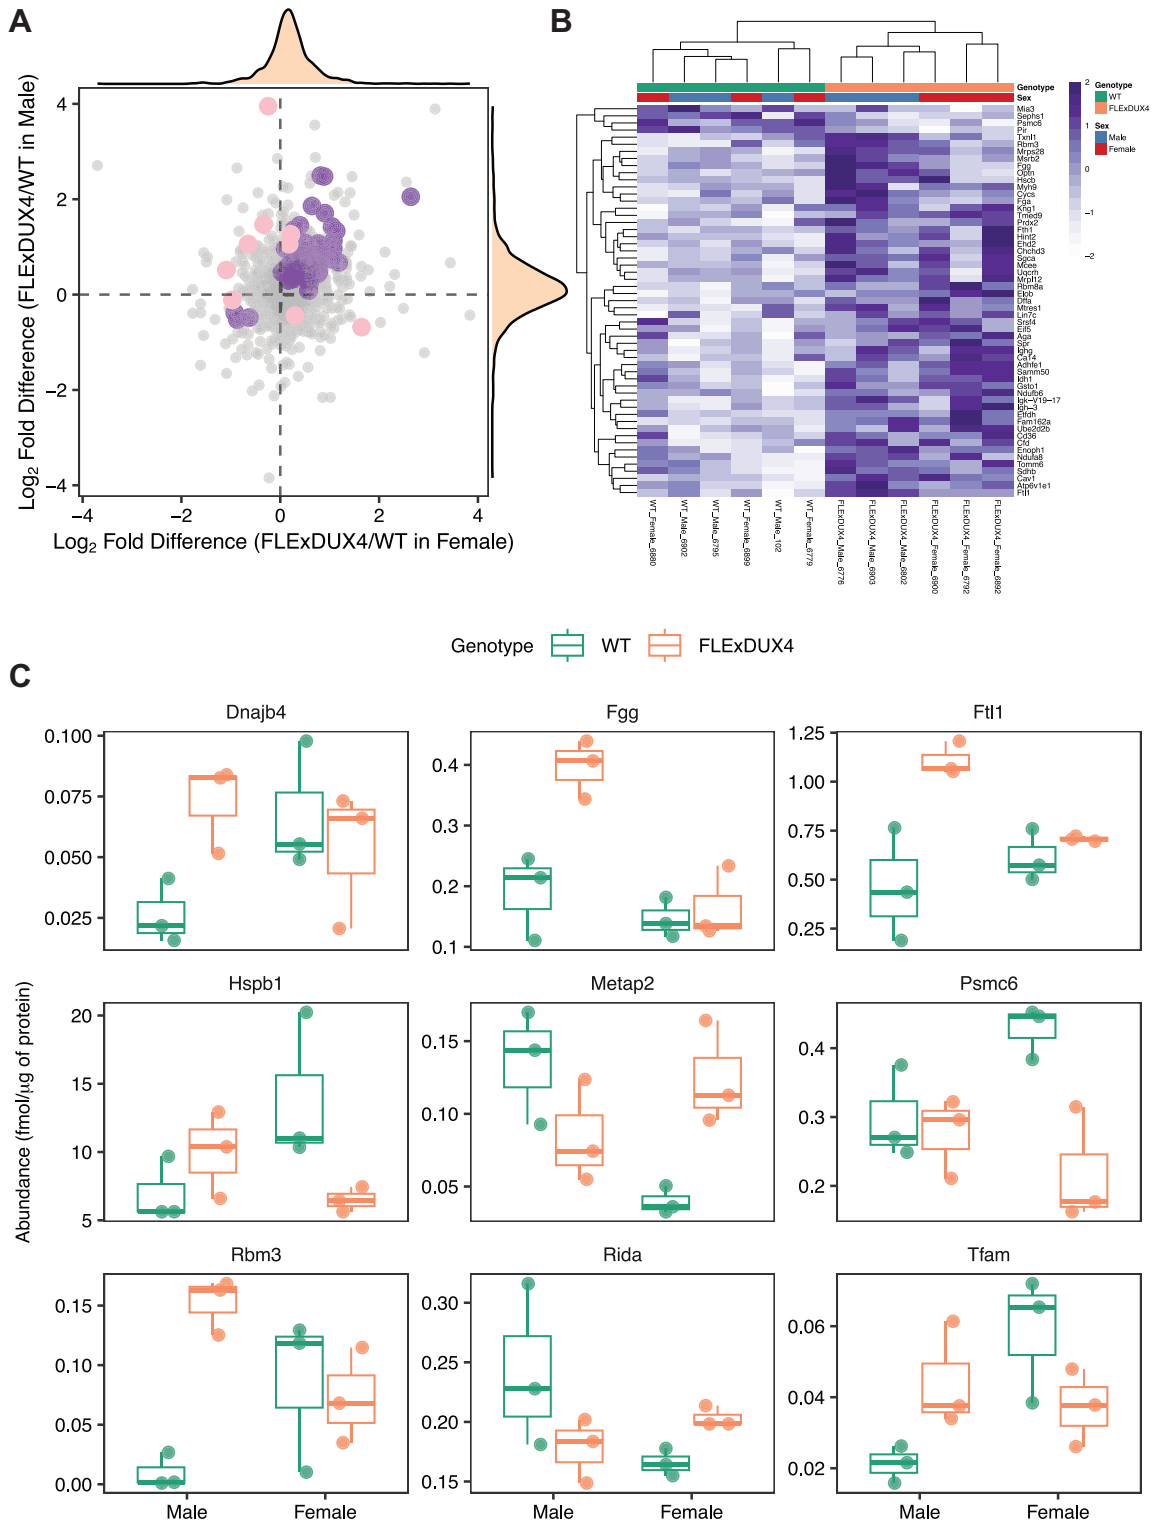 A
4
2
0
−2
−4
−4
−2
0
2
4
Log2 Fold Difference (FLExDUX4/WT in Male)
Log2 Fold Difference (FLExDUX4/WT in Female)
B
Genotype
Sex
Mia3
Sephs1
Psmc6
Pir
Txnl1
Rbm3
Mrps28
Msrb2
Fgg
Optn
Hscb
Myh9
Cycs
Fga
Kng1
Tmed9
Prdx2
Fth1
Hint2
Ehd2
Chchd3
Sgca
Mcee
Uqcrh
Mrpl12
Rbm8a
Elob
Dffa
Mtres1
Lin7c
Srsf4
Eif5
Aga
Spr
Ighg
Ca14
Adhfe1
Samm50
Idh1
Gsto1
Ndufb6
Igk−V19−17
Igh−3
Etfdh
Fam162a
Ube2d2b
Cd36
Cfd
Enoph1
Ndufa8
Tomm6
Sdhb
Cav1
Atp6v1e1
Ftl1
WT_Female_6880
WT_Male_6902
WT_Male_6795
WT_Female_6899
WT_Male_102
WT_Female_6779
FLExDUX4_Male_6776
FLExDUX4_Male_6903
FLExDUX4_Male_6802
FLExDUX4_Female_6900
FLExDUX4_Female_6792
FLExDUX4_Female_6892
2
1
0
−1
−2
Genotype
WT
FLExDUX4
Sex
Male
Female
Genotype WT FLExDUX4
C
Abundance (fmol/µg of protein)
Dnajb4
0.100
0.075
0.050
0.025
Fgg
0.4
0.3
0.2
0.1
Ftl1
1.25
1.00
0.75
0.50
0.25
Hspb1
20
15
10
5
Metap2
0.15
0.10
0.05
Psmc6
0.4
0.3
0.2
Rbm3
0.15
0.10
0.05
0.00
Male Female
Rida
0.30
0.25
0.20
0.15
Male Female
Tfam
0.06
0.04
0.02
Male Female